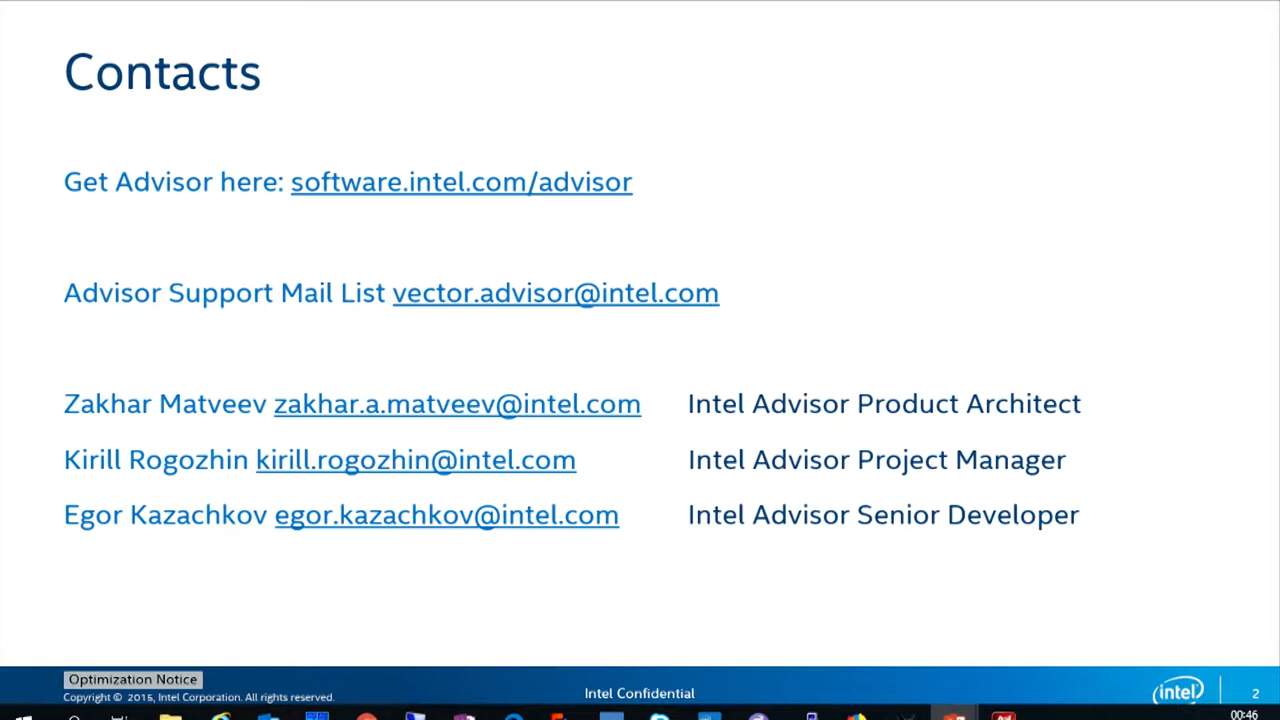 Contacts
Get Advisor here: software.intel.com/advisor
Advisor Support Mail List vector.advisor@intel.com
Zakhar Matveev zakhar.a.matveev@intel.com Intel Advisor Product Architect
Kirill Rogozhin kirill.rogozhin@intel.com Intel Advisor Project Manager
Egor Kazachkov egor.kazachkov@intel.com Intel Advisor Senior Developer
Optimization Notice
Copyright © 2015, Intel Corporation. All rights reserved.
Intel Confidential
intel
2
00:46